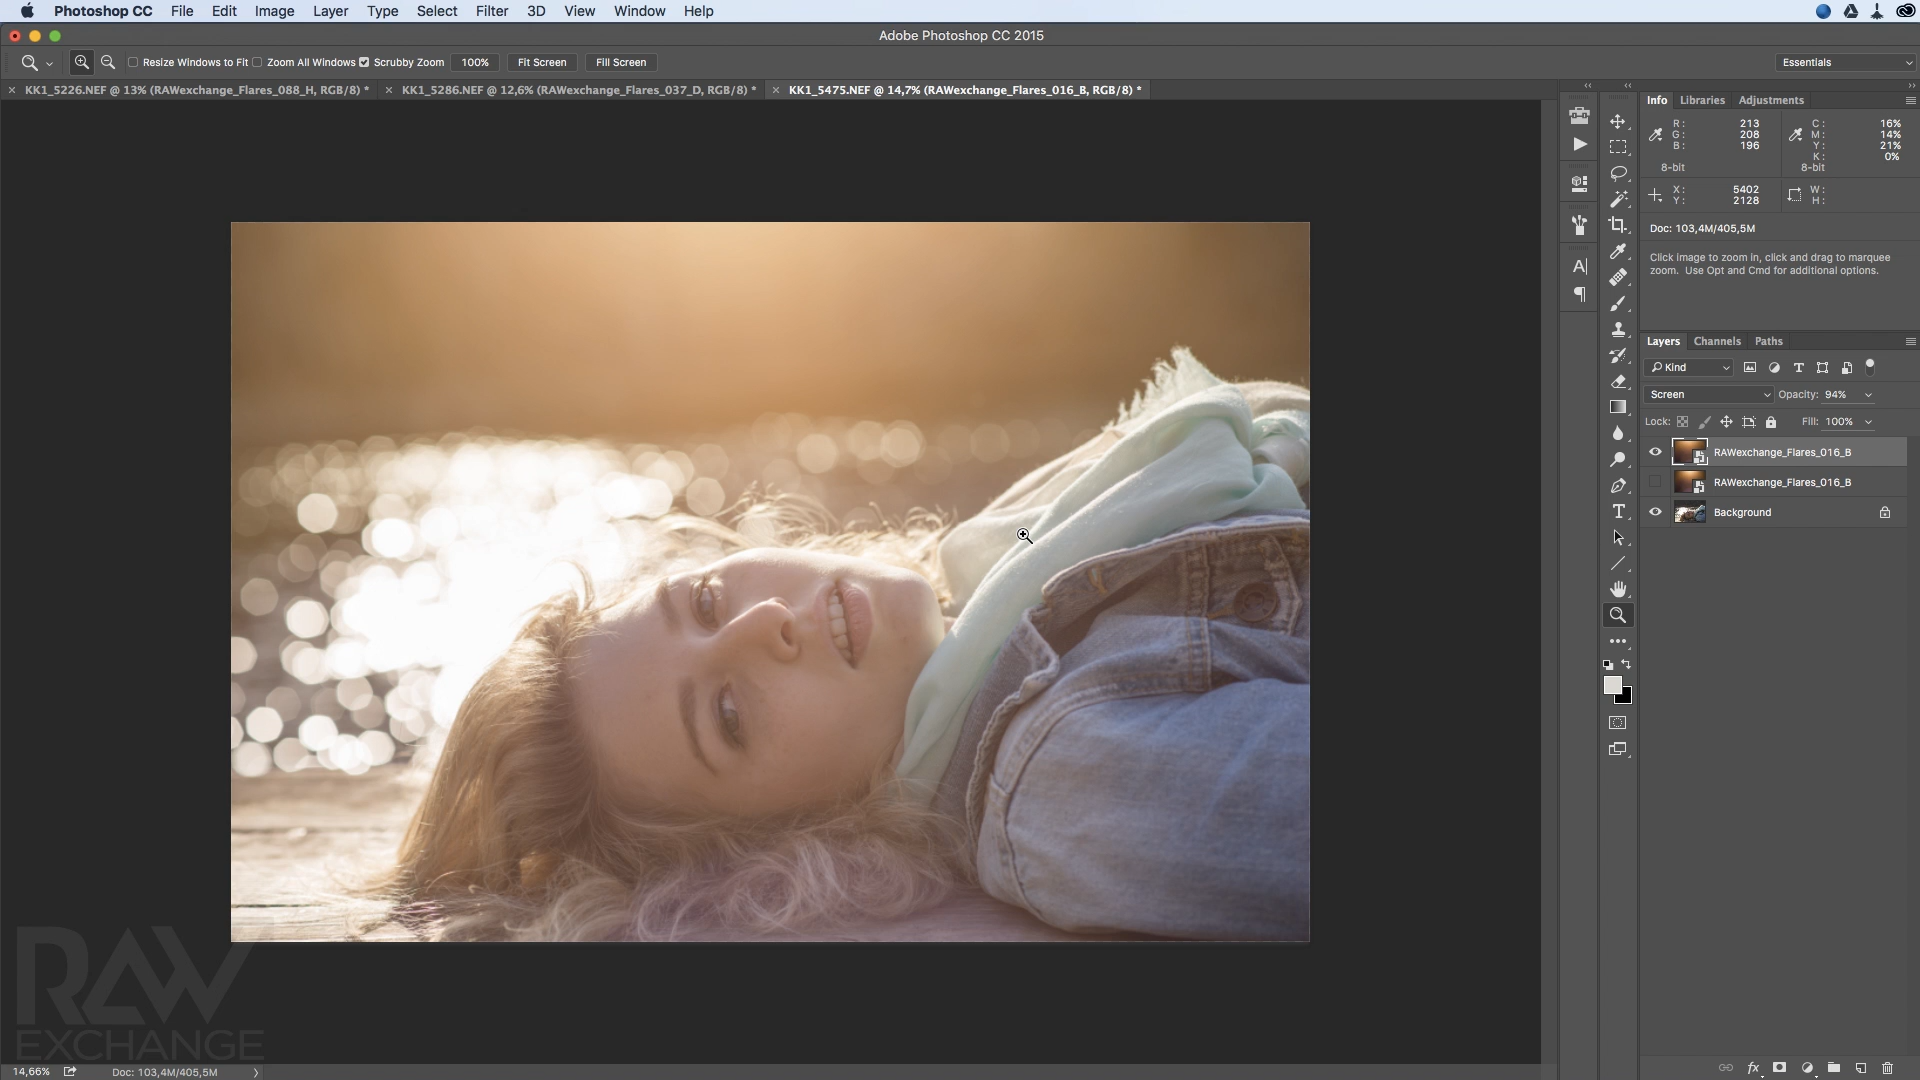 Photoshop CC File Edit Image Layer Type Select Filter 3D View Window Help
Adobe Photoshop CC 2015
Resize Windows to Fit Zoom All Windows Scrubby Zoom 100% Fit Screen Fill Screen Essentials
KK1_5226.NEF @ 13% (RAWexchange_Flares_088_H, RGB/8) * KK1_5286.NEF @ 12,6% (RAWexchange_Flares_037_D, RGB/8) * KK1_5475.NEF @ 14,7% (RAWexchange_Flares_016_B, RGB/8) *
Info Libraries Adjustments
R: 213 C: 16%
G: 208 M: 14%
B: 196 Y: 21%
K: 0%
8-bit 8-bit
X: 5402 W:
Y: 2128 H:
Doc: 103,4M/405,5M
Click image to zoom in, click and drag to marquee
zoom. Use Opt and Cmd for additional options.
Layers Channels Paths
Kind
Screen Opacity: 94%
Lock: Fill: 100%
RAWexchange_Flares_016_B
RAWexchange_Flares_016_B
Background
RAW
EXCHANGE
14,66% Doc: 103,4M/405,5M